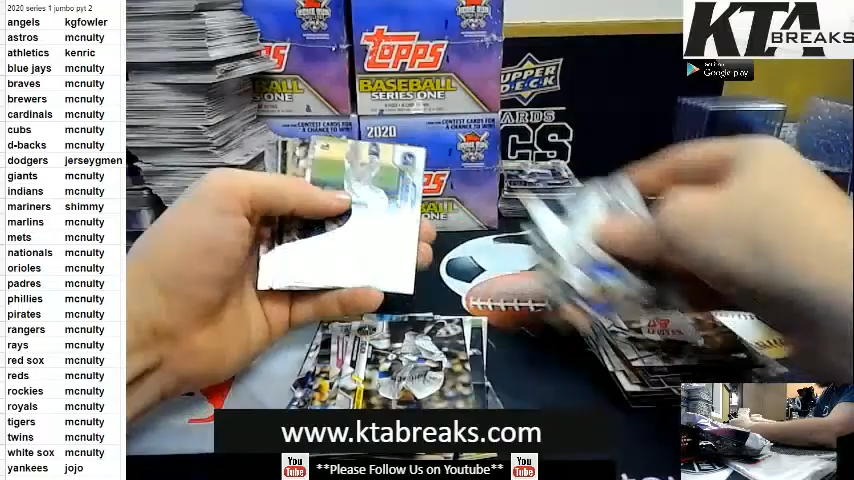 2020 series 1 jumbo pyt 2
angels kgfowler
astros mcnulty
athletics kenric
blue jays mcnulty
braves mcnulty
brewers mcnulty
cardinals mcnulty
cubs mcnulty
d-backs mcnulty
dodgers jerseygmen
giants mcnulty
indians mcnulty
mariners shimmy
marlins mcnulty
mets mcnulty
nationals mcnulty
orioles mcnulty
padres mcnulty
phillies mcnulty
pirates mcnulty
rangers mcnulty
rays mcnulty
red sox mcnulty
reds mcnulty
rockies mcnulty
royals mcnulty
tigers mcnulty
twins mcnulty
white sox mcnulty
yankees jojo
KTA BREAKS
Google play
TOPPS
BASEBALL
SERIES ONE
2020
UPPER DECK
www.ktabreaks.com
You Tube
**Please Follow Us on Youtube**
You Tube